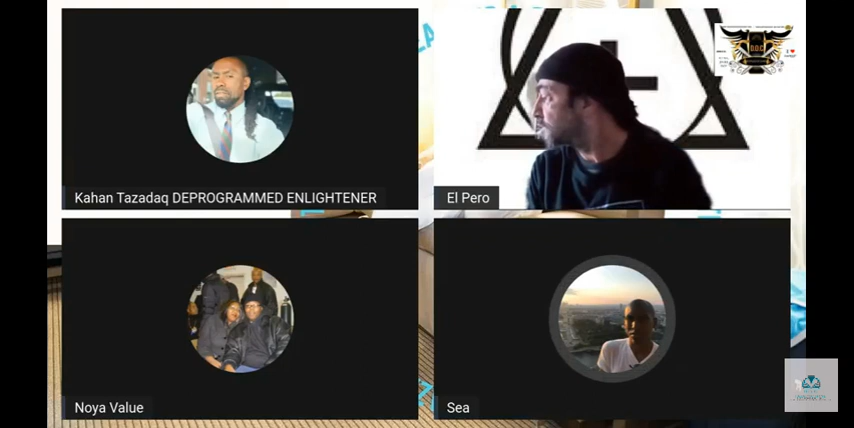 Kahan Tazadaq DEPROGRAMMED ENLIGHTENER
El Pero
D.D.C
Noya Value
Sea